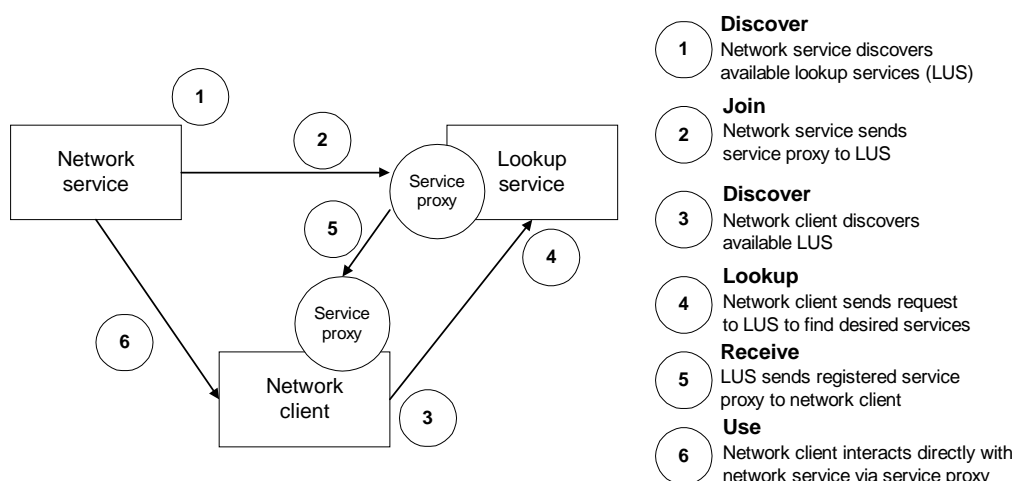 1
2
Network
service
Service
proxy
Lookup
service
5
4
Service
proxy
6
Network
client
3
Discover
1
Network service discovers
available lookup services (LUS)
Join
2
Network service sends
service proxy to LUS
Discover
3
Network client discovers
available LUS
Lookup
4
Network client sends request
to LUS to find desired services
Receive
5
LUS sends registered service
proxy to network client
Use
6
Network client interacts directly with
network service via service proxy